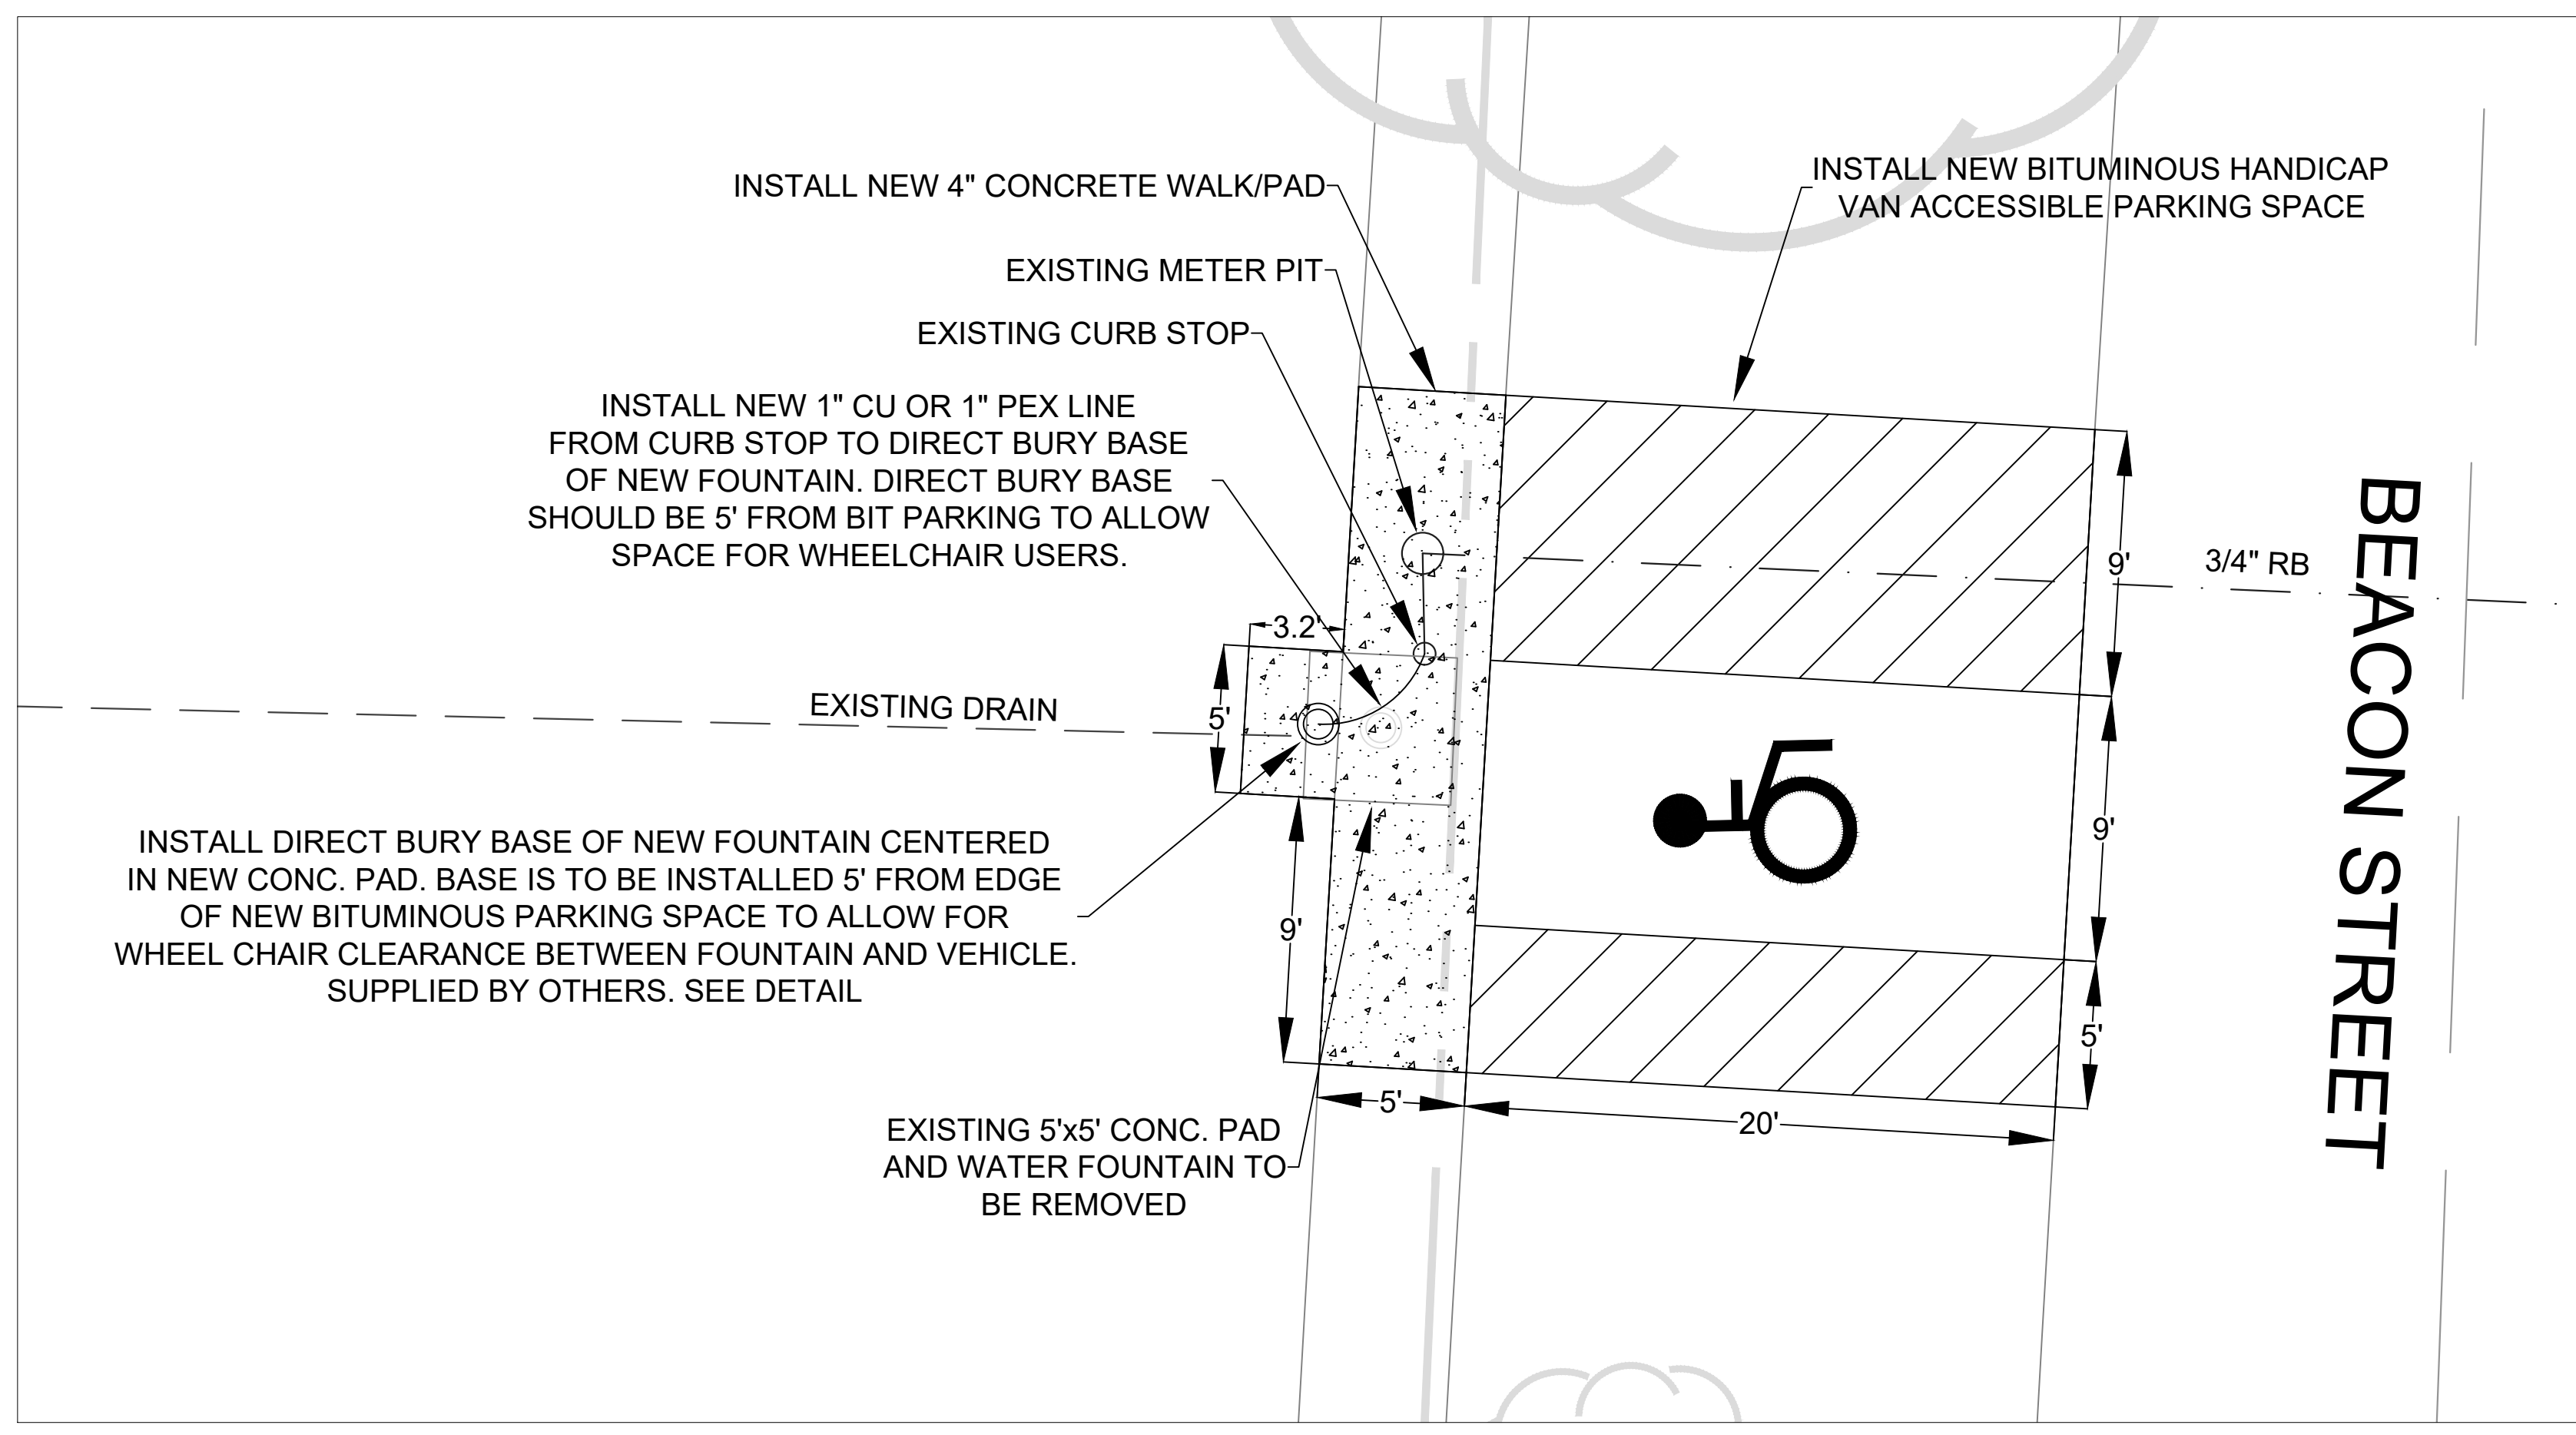 INSTALL NEW 4" CONCRETE WALK/PAD
INSTALL NEW BITUMINOUS HANDICAP
VAN ACCESSIBLE PARKING SPACE
EXISTING METER PIT
EXISTING CURB STOP
INSTALL NEW 1" CU OR 1" PEX LINE
FROM CURB STOP TO DIRECT BURY BASE
OF NEW FOUNTAIN. DIRECT BURY BASE
SHOULD BE 5' FROM BIT PARKING TO ALLOW
SPACE FOR WHEELCHAIR USERS.
9'
3/4" RB
BEACON STREET
3.2'
5'
EXISTING DRAIN
9'
INSTALL DIRECT BURY BASE OF NEW FOUNTAIN CENTERED
IN NEW CONC. PAD. BASE IS TO BE INSTALLED 5' FROM EDGE
OF NEW BITUMINOUS PARKING SPACE TO ALLOW FOR
WHEEL CHAIR CLEARANCE BETWEEN FOUNTAIN AND VEHICLE.
SUPPLIED BY OTHERS. SEE DETAIL
9'
5'
5'
20'
EXISTING 5'x5' CONC. PAD
AND WATER FOUNTAIN TO
BE REMOVED